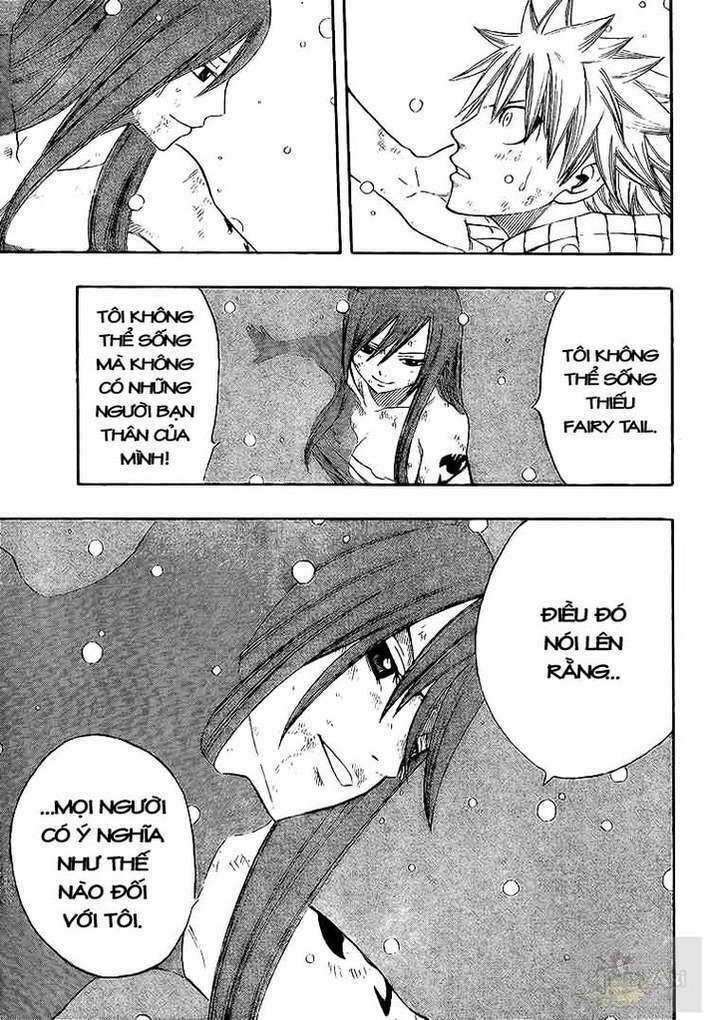 TÔI KHÔNG
THỂ SỐNG
THIẾU
FAIRY TAIL.
TÔI KHÔNG
THỂ SỐNG
MÀ KHÔNG
CÓ NHỮNG
NGƯỜI BẠN
THÂN CỦA
MÌNH!
ĐIỀU ĐÓ
NÓI LÊN
RẰNG...
...MỌI NGƯỜI
CÓ Ý NGHĨA
NHƯ THẾ
NÀO ĐỐI
VỚI TÔI.